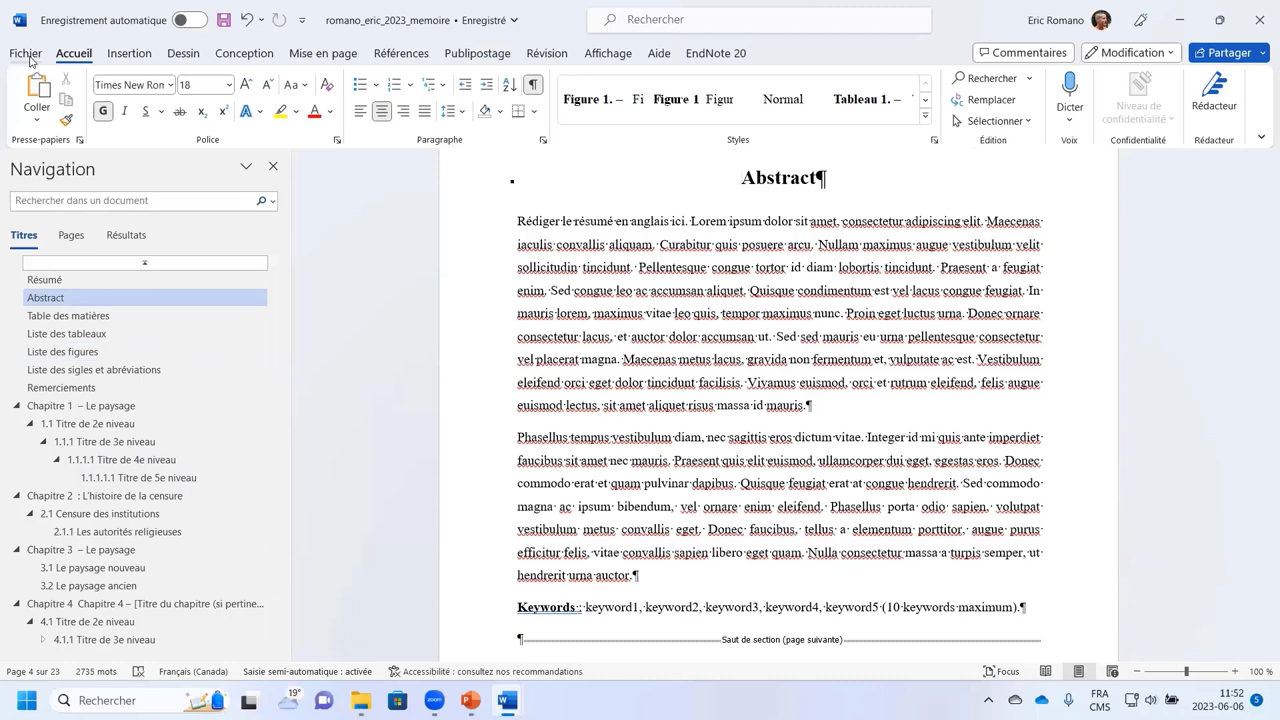 Enregistrement automatique
romano_eric_2023_memoire • Enregistré
Rechercher
Eric Romano
Fichier Accueil Insertion Dessin Conception Mise en page Références Publipostage Révision Affichage Aide EndNote 20
Commentaires Modification Partager
Coller
Times New Ron 18
Aa
G I S ab x₂ x² A A
Figure 1. – Fi Figure 1 Figur Normal Tableau 1. –
Rechercher
Remplacer
Sélectionner
Dicter
Niveau de
confidentialité
Rédacteur
Presse-papiers Police Paragraphe Styles Édition Voix Confidentialité Rédacteur
Navigation
Rechercher dans un document
Titres Pages Résultats
Résumé
Abstract
Table des matières
Liste des tableaux
Liste des figures
Liste des sigles et abréviations
Remerciements
Chapitre 1 – Le paysage
1.1 Titre de 2e niveau
1.1.1 Titre de 3e niveau
1.1.1.1 Titre de 4e niveau
1.1.1.1.1 Titre de 5e niveau
Chapitre 2 : L'histoire de la censure
2.1 Censure des institutions
2.1.1 Les autorités religieuses
Chapitre 3 – Le paysage
3.1 Le paysage nouveau
3.2 Le paysage ancien
Chapitre 4 Chapitre 4 – [Titre du chapitre (si pertine...
4.1 Titre de 2e niveau
4.1.1 Titre de 3e niveau
Abstract¶
Rédiger le résumé en anglais ici. Lorem ipsum dolor sit amet, consectetur adipiscing elit. Maecenas
iaculis convallis aliquam. Curabitur quis posuere arcu. Nullam maximus augue vestibulum velit
sollicitudin tincidunt. Pellentesque congue tortor id diam lobortis tincidunt. Praesent a feugiat
enim. Sed congue leo ac accumsan aliquet. Quisque condimentum est vel lacus congue feugiat. In
mauris lorem, maximus vitae leo quis, tempor maximus nunc. Proin eget luctus urna. Donec ornare
consectetur lacus, et auctor dolor accumsan ut. Sed sed mauris eu urna pellentesque consectetur
vel placerat magna. Maecenas metus lacus, gravida non fermentum et, vulputate ac est. Vestibulum
eleifend orci eget dolor tincidunt facilisis. Vivamus euismod, orci et rutrum eleifend, felis augue
euismod lectus, sit amet aliquet risus massa id mauris.¶
Phasellus tempus vestibulum diam, nec sagittis eros dictum vitae. Integer id mi quis ante imperdiet
faucibus sit amet nec mauris. Praesent quis elit euismod, ullamcorper dui eget, egestas eros. Donec
commodo erat et quam pulvinar dapibus. Quisque feugiat erat at congue hendrerit. Sed commodo
magna ac ipsum bibendum, vel ornare enim eleifend. Phasellus porta odio sapien, volutpat
vestibulum metus convallis eget. Donec faucibus, tellus a elementum porttitor, augue purus
efficitur felis, vitae convallis sapien libero eget quam. Nulla consectetur massa a turpis semper, ut
hendrerit urna auctor.¶
Keywords : keyword1, keyword2, keyword3, keyword4, keyword5 (10 keywords maximum).¶
¶ Saut de section (page suivante)
Page 4 sur 23 2735 mots Français (Canada) Saisie semi-automatique : activée Accessibilité : consultez nos recommandations Focus 100 %
Rechercher
19°
zoom
FRA
CMS
11:52
2023-06-06
5